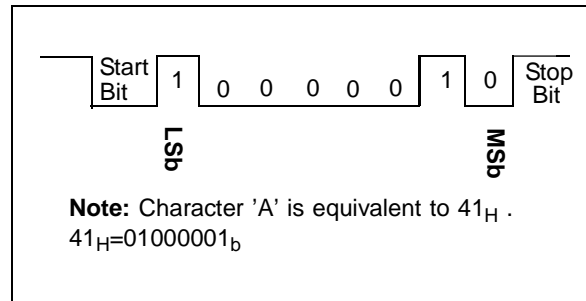 Start Bit 1 0 0 0 0 0 1 0 Stop Bit
LSb MSb
Note: Character 'A' is equivalent to 41H .
41H=01000001b